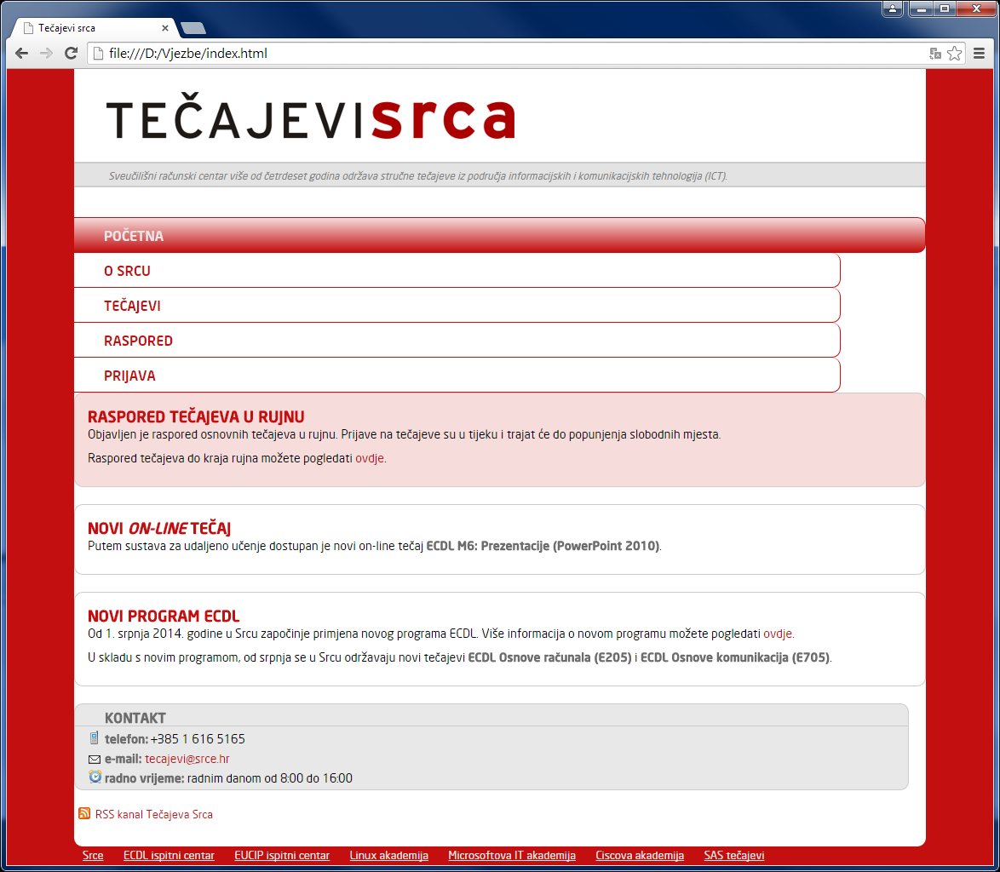 Tečajevi srca
file:///D:/Vjezbe/index.html
TEČAJEVIsrca
Sveučilišni računski centar više od četrdeset godina održava stručne tečajeve iz područja informacijskih i komunikacijskih tehnologija (ICT).
POČETNA
O SRCU
TEČAJEVI
RASPORED
PRIJAVA
RASPORED TEČAJEVA U RUJNU
Objavljen je raspored osnovnih tečajeva u rujnu. Prijave na tečajeve su u tijeku i trajat će do popunjenja slobodnih mjesta.
Raspored tečajeva do kraja rujna možete pogledati ovdje.
NOVI ON-LINE TEČAJ
Putem sustava za udaljeno učenje dostupan je novi on-line tečaj ECDL M6: Prezentacije (PowerPoint 2010).
NOVI PROGRAM ECDL
Od 1. srpnja 2014. godine u Srcu započinje primjena novog programa ECDL. Više informacija o novom programu možete pogledati ovdje.
U skladu s novim programom, od srpnja se u Srcu održavaju novi tečajevi ECDL Osnove računala (E205) i ECDL Osnove komunikacija (E705).
KONTAKT
telefon: +385 1 616 5165
e-mail: tecajevi@srce.hr
radno vrijeme: radnim danom od 8:00 do 16:00
RSS kanal Tečajeva Srca
Srce ECDL ispitni centar EUCIP ispitni centar Linux akademija Microsoftova IT akademija Ciscova akademija SAS tečajevi